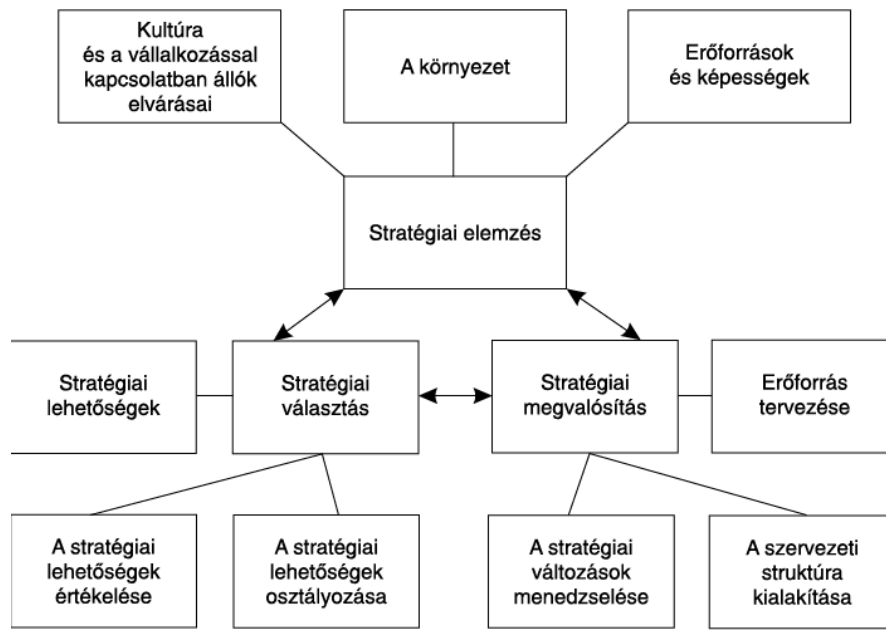 Kultúra
és a vállalkozással
kapcsolatban állók
elvárásai
A környezet
Erőforrások
és képességek
Stratégiai elemzés
Stratégiai
lehetőségek
Stratégiai
választás
Stratégiai
megvalósítás
Erőforrás
tervezése
A stratégiai
lehetőségek
értékelése
A stratégiai
lehetőségek
osztályozása
A stratégiai
változások
menedzselése
A szervezeti
struktúra
kialakítása